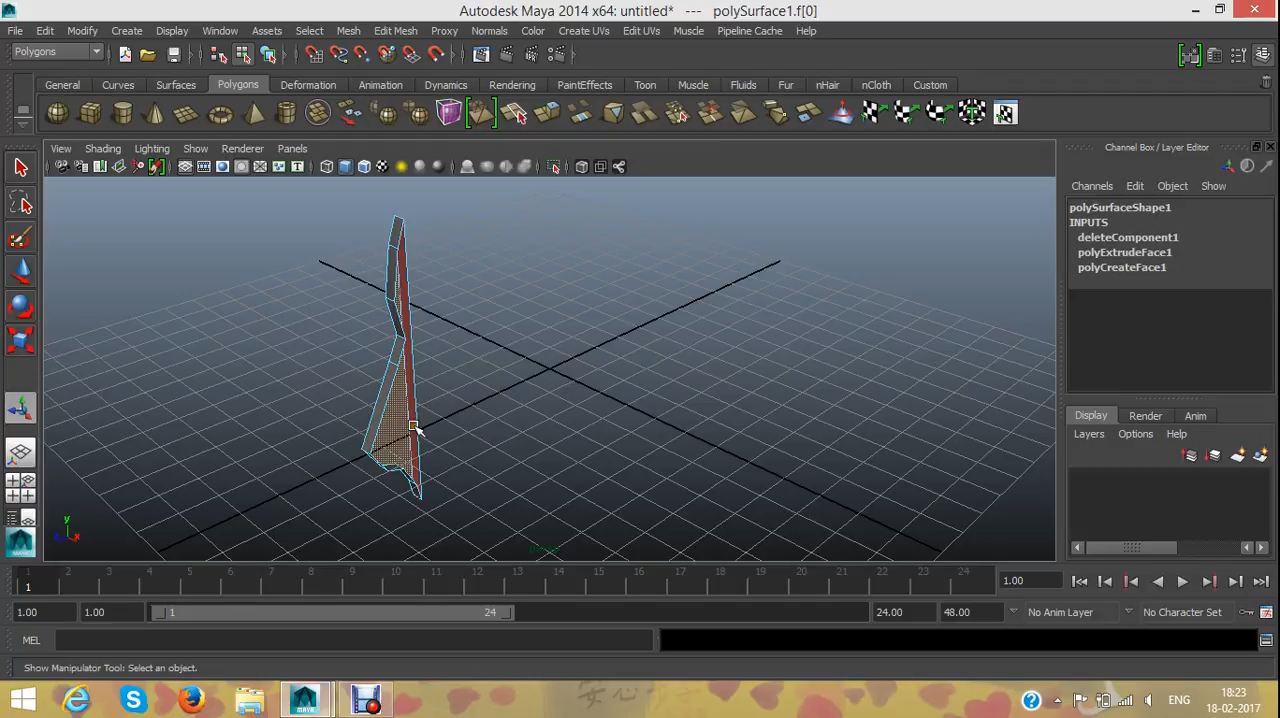 Autodesk Maya 2014 x64: untitled* --- polySurface1.f[0]
File Edit Modify Create Display Window Assets Select Mesh Edit Mesh Proxy Normals Color Create UVs Edit UVs Muscle Pipeline Cache Help
Polygons
General Curves Surfaces Polygons Deformation Animation Dynamics Rendering PaintEffects Toon Muscle Fluids Fur nHair nCloth Custom
View Shading Lighting Show Renderer Panels
Channel Box / Layer Editor
Channels Edit Object Show
polySurfaceShape1
INPUTS
deleteComponent1
polyExtrudeFace1
polyCreateFace1
Display Render Anim
Layers Options Help
y
x
1 2 3 4 5 6 7 8 9 10 11 12 13 14 15 16 17 18 19 20 21 22 23 24
1
1.00
1.00 1.00 1 24 24.00 48.00 No Anim Layer No Character Set
MEL
Show Manipulator Tool: Select an object.
MAYA
ENG
18:23
18-02-2017